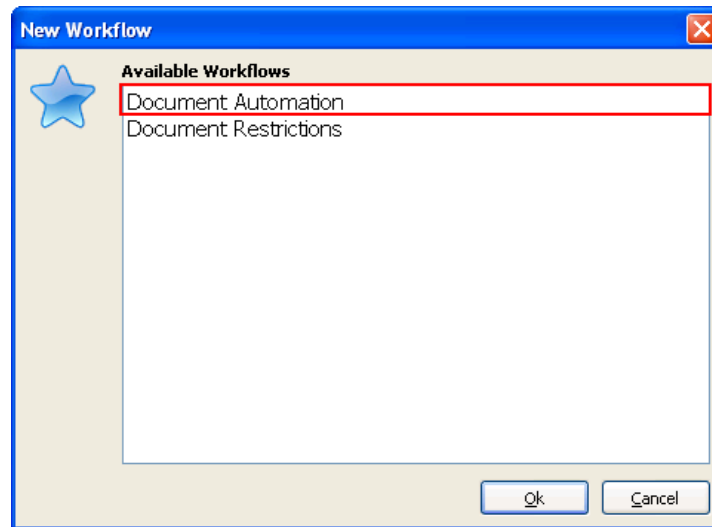 New Workflow
Available Workflows
Document Automation
Document Restrictions
Ok
Cancel